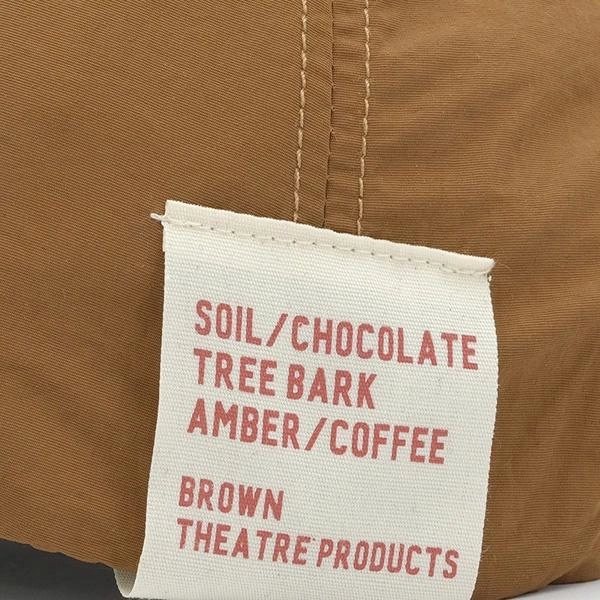 SOIL/CHOCOLATE
TREE BARK
AMBER/COFFEE
BROWN
THEATRE PRODUCTS